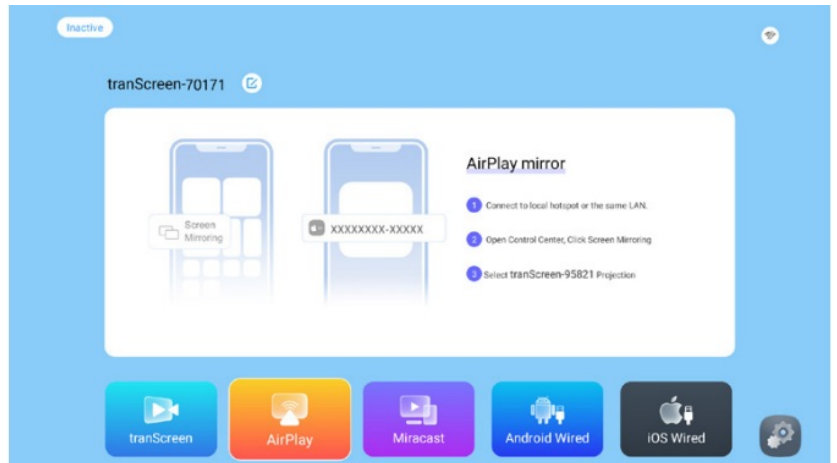 Inactive
tranScreen-70171
AirPlay mirror
1 Connect to local hotspot or the same LAN.
Screen
Mirroring
XXXXXXXX-XXXXX
2 Open Control Center, Click Screen Mirroring
3 Select tranScreen-95821 Projection
tranScreen
AirPlay
Miracast
Android Wired
iOS Wired